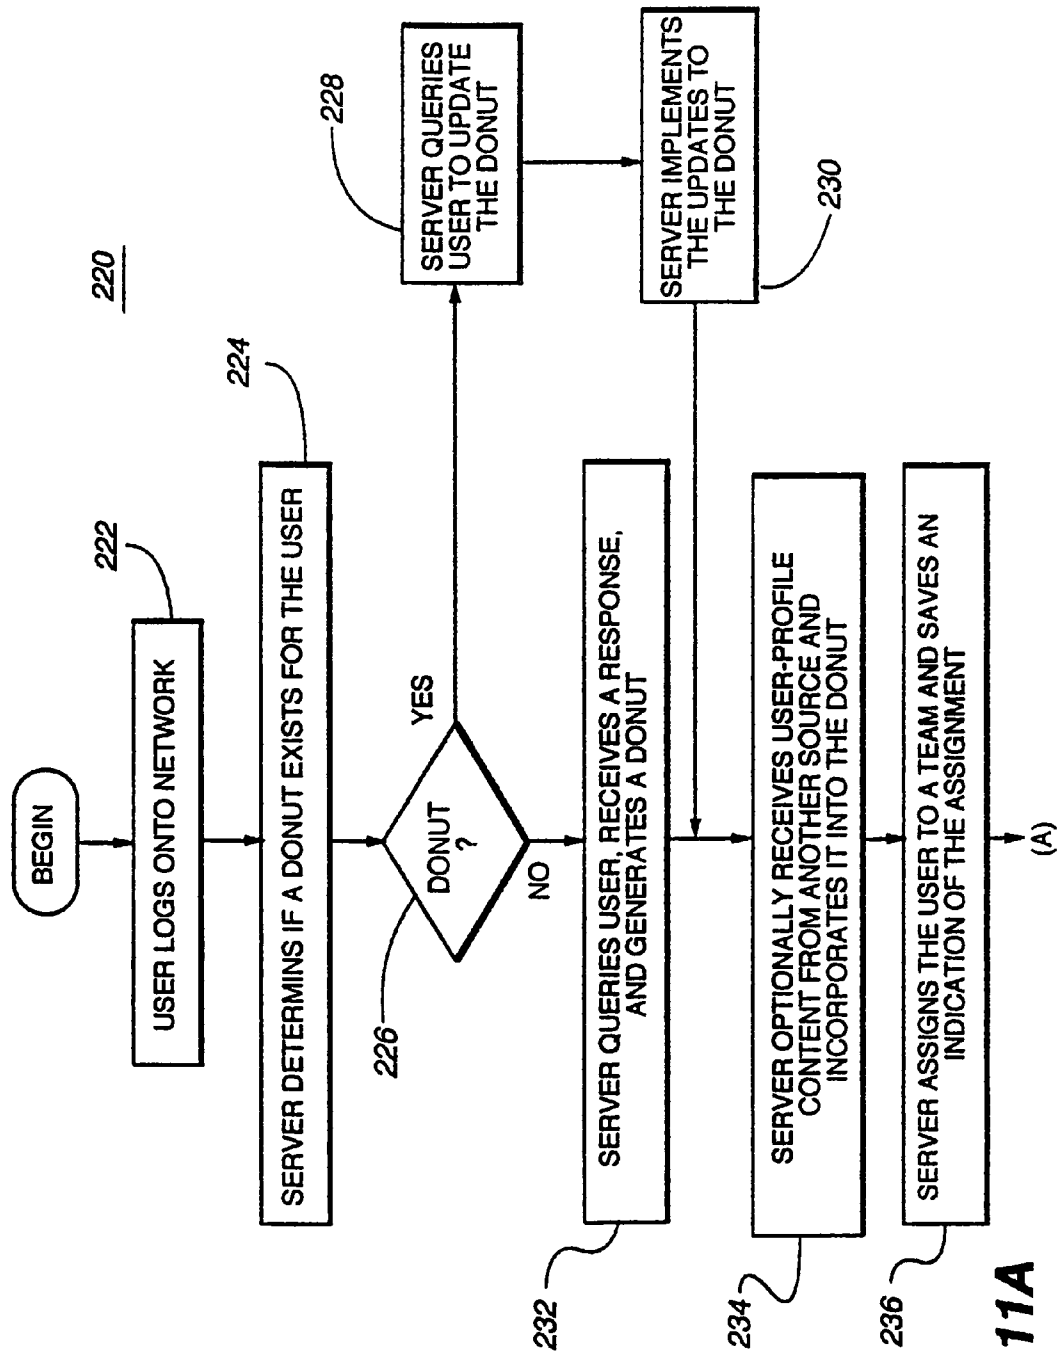 220
BEGIN
222
USER LOGS ONTO NETWORK
224
SERVER DETERMINS IF A DONUT EXISTS FOR THE USER
226
DONUT
?
YES
NO
228
SERVER QUERIES
USER TO UPDATE
THE DONUT
SERVER IMPLEMENTS
THE UPDATES TO
THE DONUT
230
232
SERVER QUERIES USER, RECEIVES A RESPONSE,
AND GENERATES A DONUT
234
SERVER OPTIONALLY RECEIVES USER-PROFILE
CONTENT FROM ANOTHER SOURCE AND
INCORPORATES IT INTO THE DONUT
236
SERVER ASSIGNS THE USER TO A TEAM AND SAVES AN
INDICATION OF THE ASSIGNMENT
(A)
11A